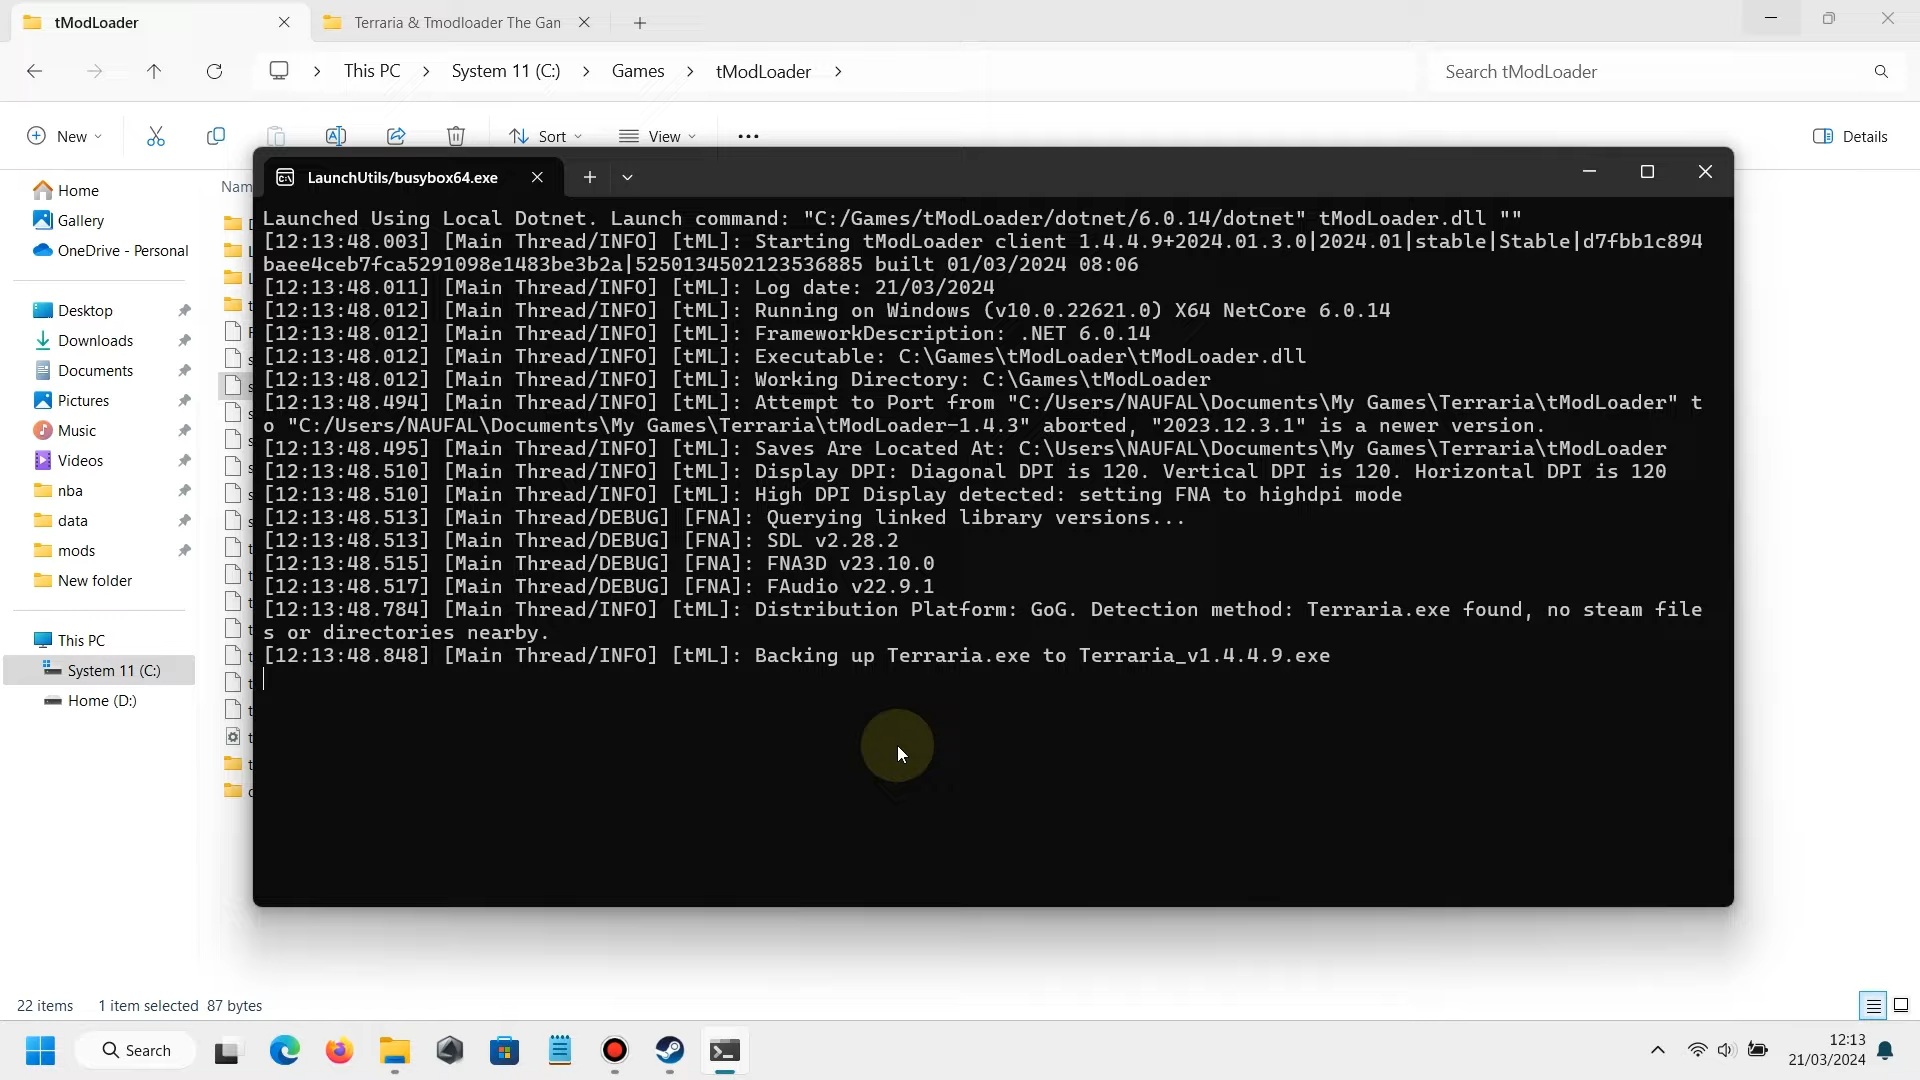 tModLoader
Terraria & Tmodloader The Gan
This PC
System 11 (C:)
Games
tModLoader
Search tModLoader
New
Sort
View
Details
Home
Gallery
OneDrive - Personal
Desktop
Downloads
Documents
Pictures
Music
Videos
nba
data
mods
New folder
This PC
System 11 (C:)
Home (D:)
Nam
LaunchUtils/busybox64.exe
Launched Using Local Dotnet. Launch command: "C:/Games/tModLoader/dotnet/6.0.14/dotnet" tModLoader.dll ""
[12:13:48.003] [Main Thread/INFO] [tML]: Starting tModLoader client 1.4.4.9+2024.01.3.0|2024.01|stable|Stable|d7fbb1c894
baee4ceb7fca5291098e1483be3b2a|5250134502123536885 built 01/03/2024 08:06
[12:13:48.011] [Main Thread/INFO] [tML]: Log date: 21/03/2024
[12:13:48.012] [Main Thread/INFO] [tML]: Running on Windows (v10.0.22621.0) X64 NetCore 6.0.14
[12:13:48.012] [Main Thread/INFO] [tML]: FrameworkDescription: .NET 6.0.14
[12:13:48.012] [Main Thread/INFO] [tML]: Executable: C:\Games\tModLoader\tModLoader.dll
[12:13:48.012] [Main Thread/INFO] [tML]: Working Directory: C:\Games\tModLoader
[12:13:48.494] [Main Thread/INFO] [tML]: Attempt to Port from "C:/Users/NAUFAL\Documents\My Games\Terraria\tModLoader" t
o "C:/Users/NAUFAL\Documents\My Games\Terraria\tModLoader-1.4.3" aborted, "2023.12.3.1" is a newer version.
[12:13:48.495] [Main Thread/INFO] [tML]: Saves Are Located At: C:\Users\NAUFAL\Documents\My Games\Terraria\tModLoader
[12:13:48.510] [Main Thread/INFO] [tML]: Display DPI: Diagonal DPI is 120. Vertical DPI is 120. Horizontal DPI is 120
[12:13:48.510] [Main Thread/INFO] [tML]: High DPI Display detected: setting FNA to highdpi mode
[12:13:48.513] [Main Thread/DEBUG] [FNA]: Querying linked library versions...
[12:13:48.513] [Main Thread/DEBUG] [FNA]: SDL v2.28.2
[12:13:48.515] [Main Thread/DEBUG] [FNA]: FNA3D v23.10.0
[12:13:48.517] [Main Thread/DEBUG] [FNA]: FAudio v22.9.1
[12:13:48.784] [Main Thread/INFO] [tML]: Distribution Platform: GoG. Detection method: Terraria.exe found, no steam file
s or directories nearby.
[12:13:48.848] [Main Thread/INFO] [tML]: Backing up Terraria.exe to Terraria_v1.4.4.9.exe
22 items 1 item selected 87 bytes
Search
12:13
21/03/2024